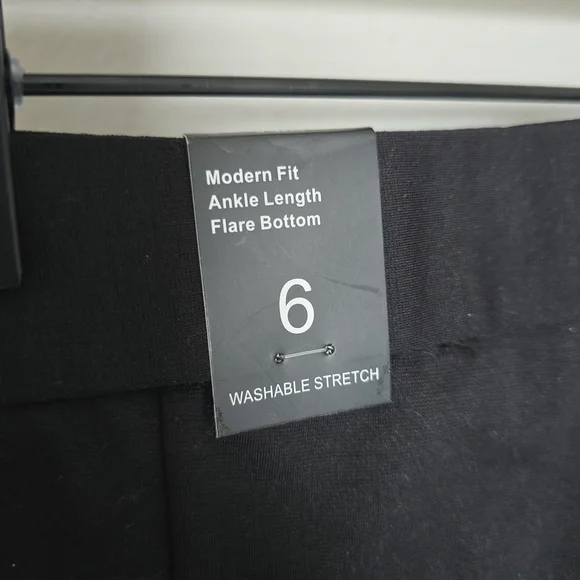 Modern Fit
Ankle Length
Flare Bottom
6
WASHABLE STRETCH